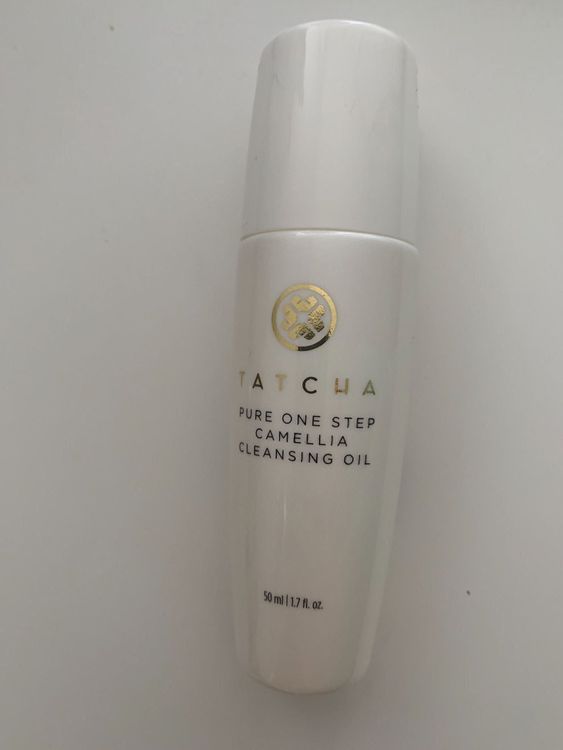 TATCHA
PURE ONE STEP
CAMELLIA
CLEANSING OIL
50 ml | 1.7 fl. oz.